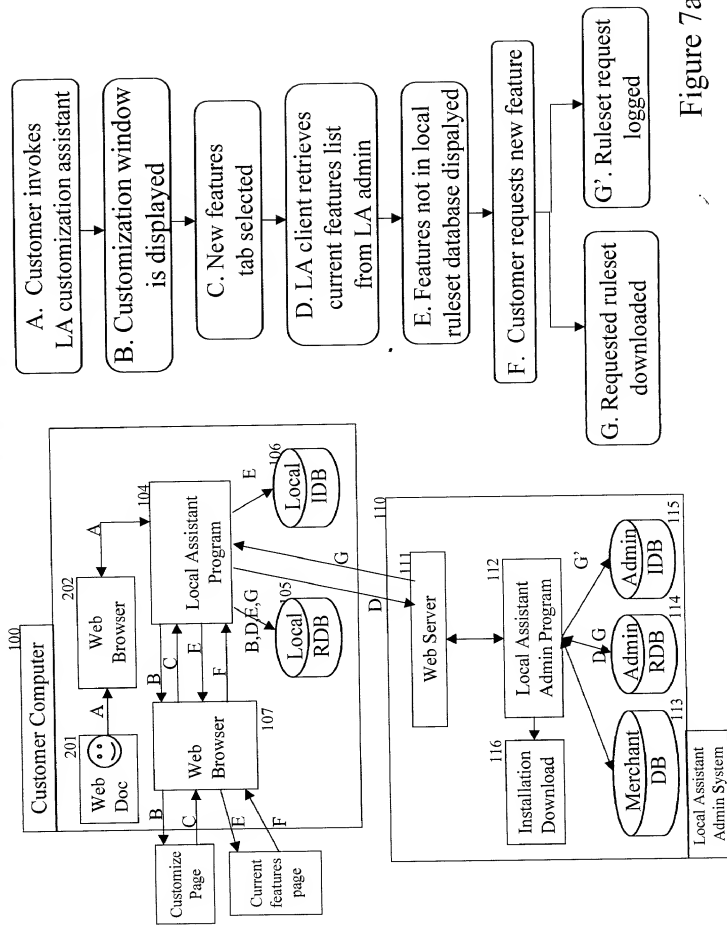 A. Customer invokes
LA customization assistant
B. Customization window
is displayed
C. New features
tab selected
D. LA client retrieves
current features list
from LA admin
E. Features not in local
ruleset database dispalyed
F. Customer requests new feature
G. Requested ruleset
downloaded
G'. Ruleset request
logged
Figure 7a
Customer Computer
100
201
Web
Doc
A
202
Web
Browser
A
104
Local Assistant
Program
E
106
Local
IDB
B
C
E
F
B,D,E,G
105
Local
RDB
Web
Browser
107
B
C
E
F
Customize
Page
Current
features
page
D
G
110
111
Web Server
112
Local Assistant
Admin Program
116
Installation
Download
G'
D,G
Merchant
DB
113
Admin
RDB
114
Admin
IDB
115
Local Assistant
Admin System